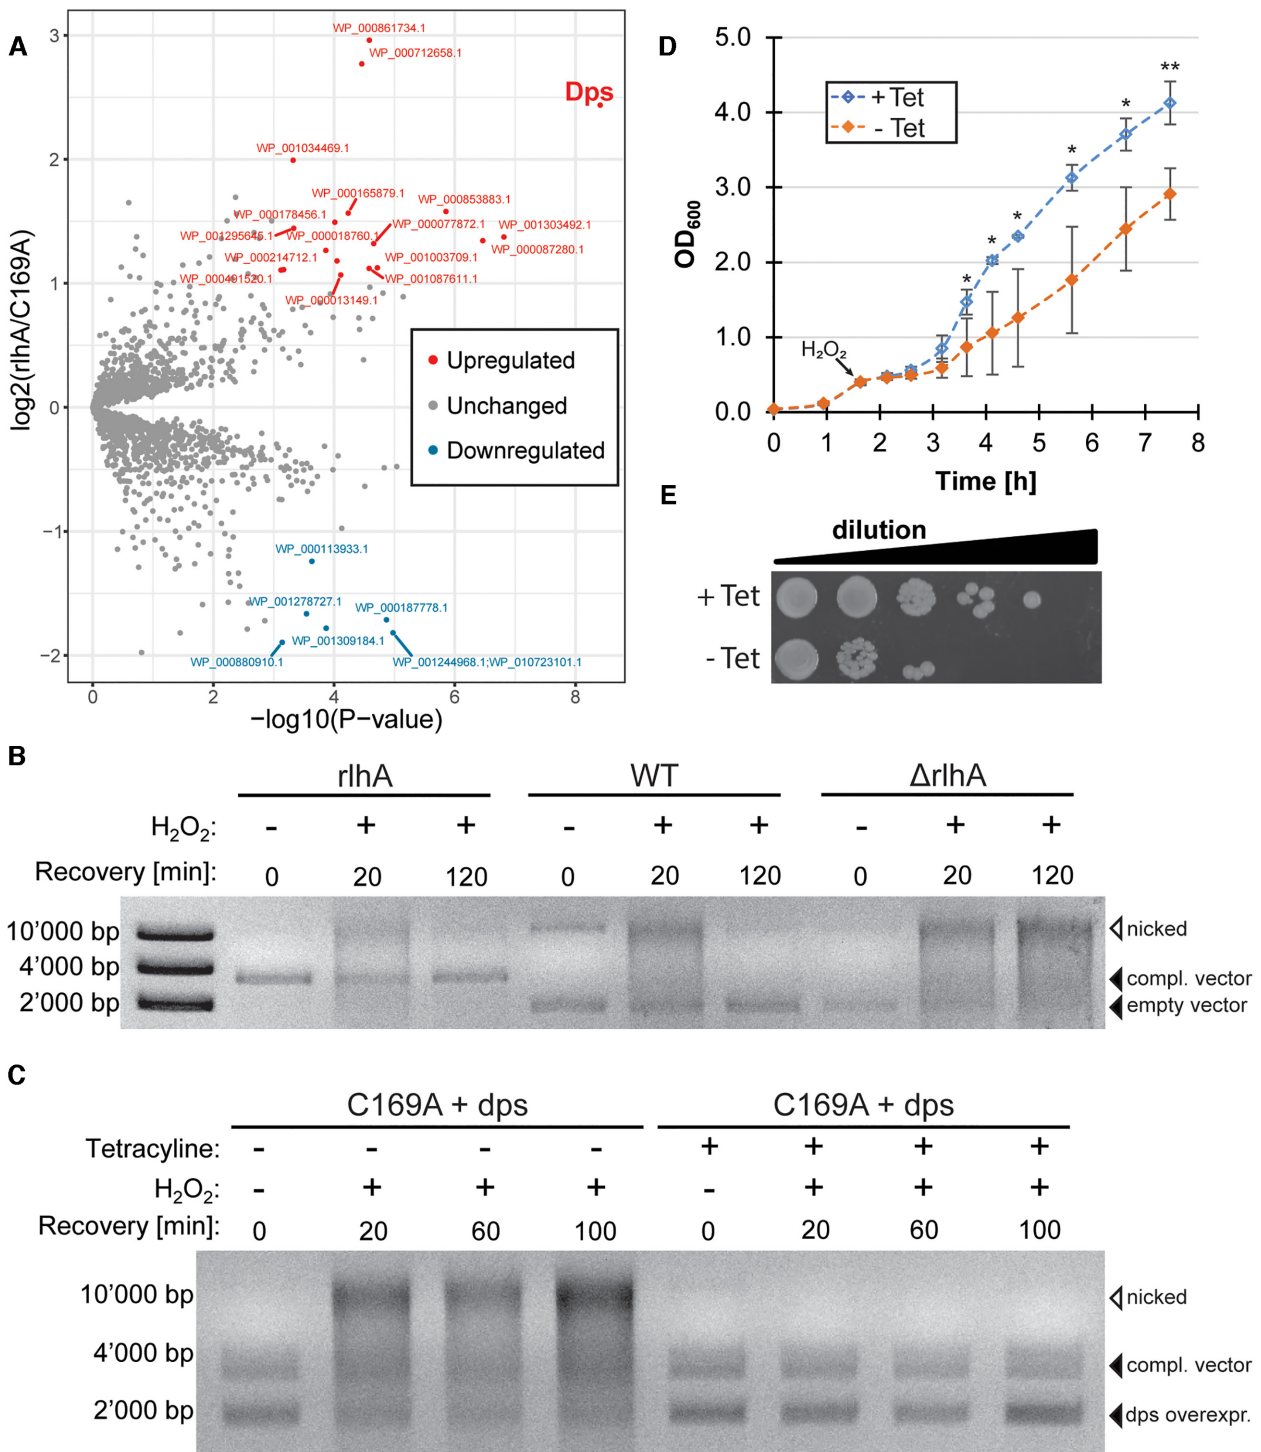 A
log2(rlhA/C169A)
3
2
1
0
−1
−2
0
2
4
6
8
−log10(P−value)
WP_000861734.1
WP_000712658.1
Dps
WP_001034469.1
WP_000165879.1
WP_000853883.1
WP_000178456.1
WP_000077872.1
WP_001303492.1
WP_000018760.1
WP_000087280.1
WP_000214712.1
WP_001003709.1
WP_001087611.1
WP_000013149.1
Upregulated
Unchanged
Downregulated
WP_000113933.1
WP_001278727.1
WP_000187778.1
WP_001309184.1
WP_000880910.1
WP_001244968.1;WP_010723101.1
D
OD600
5.0
4.0
3.0
2.0
1.0
0.0
+ Tet
- Tet
H2O2
*
*
*
*
*
**
0
1
2
3
4
5
6
7
8
Time [h]
E
dilution
+ Tet
- Tet
B
rlhA
WT
ΔrlhA
H2O2:
-
+
+
-
+
+
-
+
+
Recovery [min]:
0
20
120
0
20
120
0
20
120
10’000 bp
4’000 bp
2’000 bp
nicked
compl. vector
empty vector
C
C169A + dps
C169A + dps
Tetracyline:
-
-
-
-
+
+
+
+
H2O2:
-
+
+
+
-
+
+
+
Recovery [min]:
0
20
60
100
0
20
60
100
10’000 bp
4’000 bp
2’000 bp
nicked
compl. vector
dps overexpr.